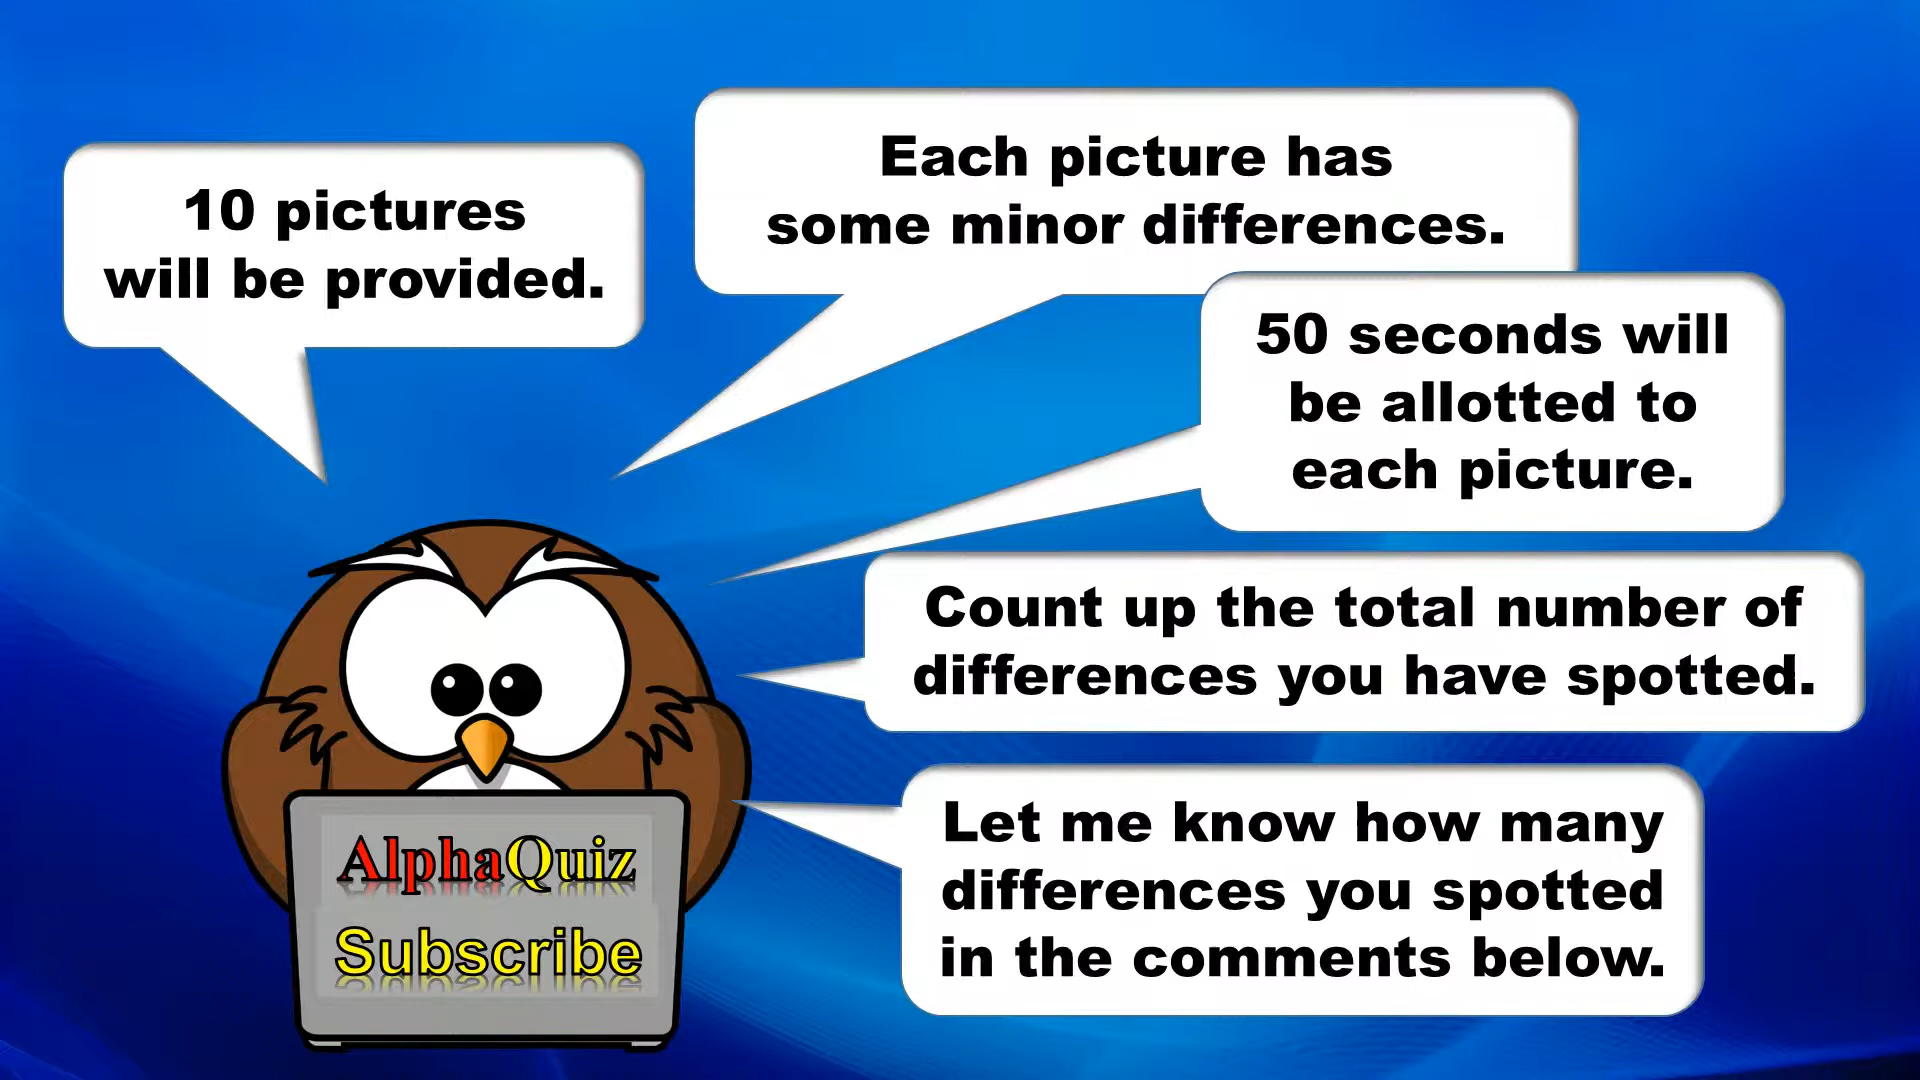 10 pictures
will be provided.
Each picture has
some minor differences.
50 seconds will
be allotted to
each picture.
Count up the total number of
differences you have spotted.
Let me know how many
differences you spotted
in the comments below.
AlphaQuiz
Subscribe